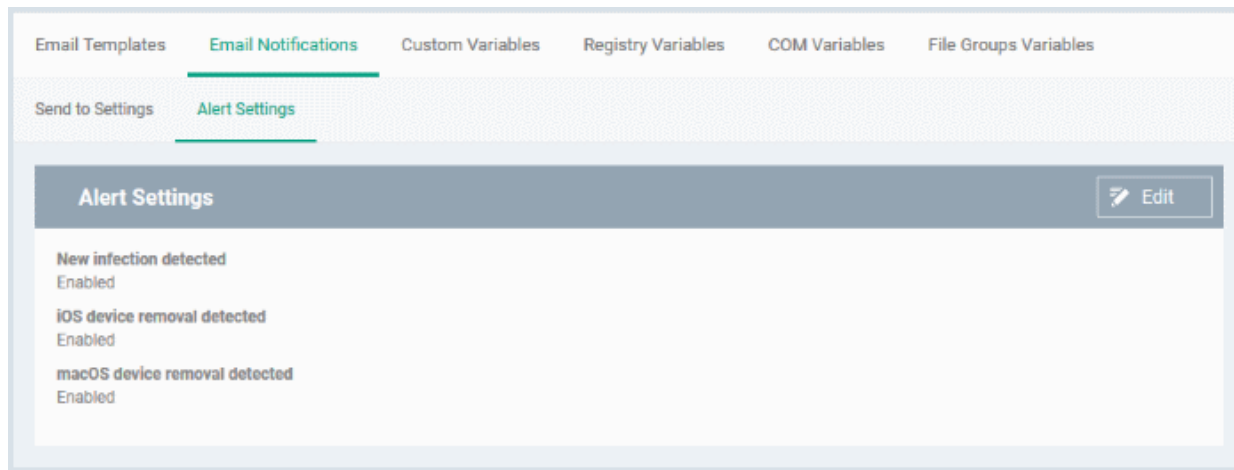 Email Templates Email Notifications Custom Variables Registry Variables COM Variables File Groups Variables
Send to Settings Alert Settings
Alert Settings Edit
New infection detected
Enabled
iOS device removal detected
Enabled
macOS device removal detected
Enabled